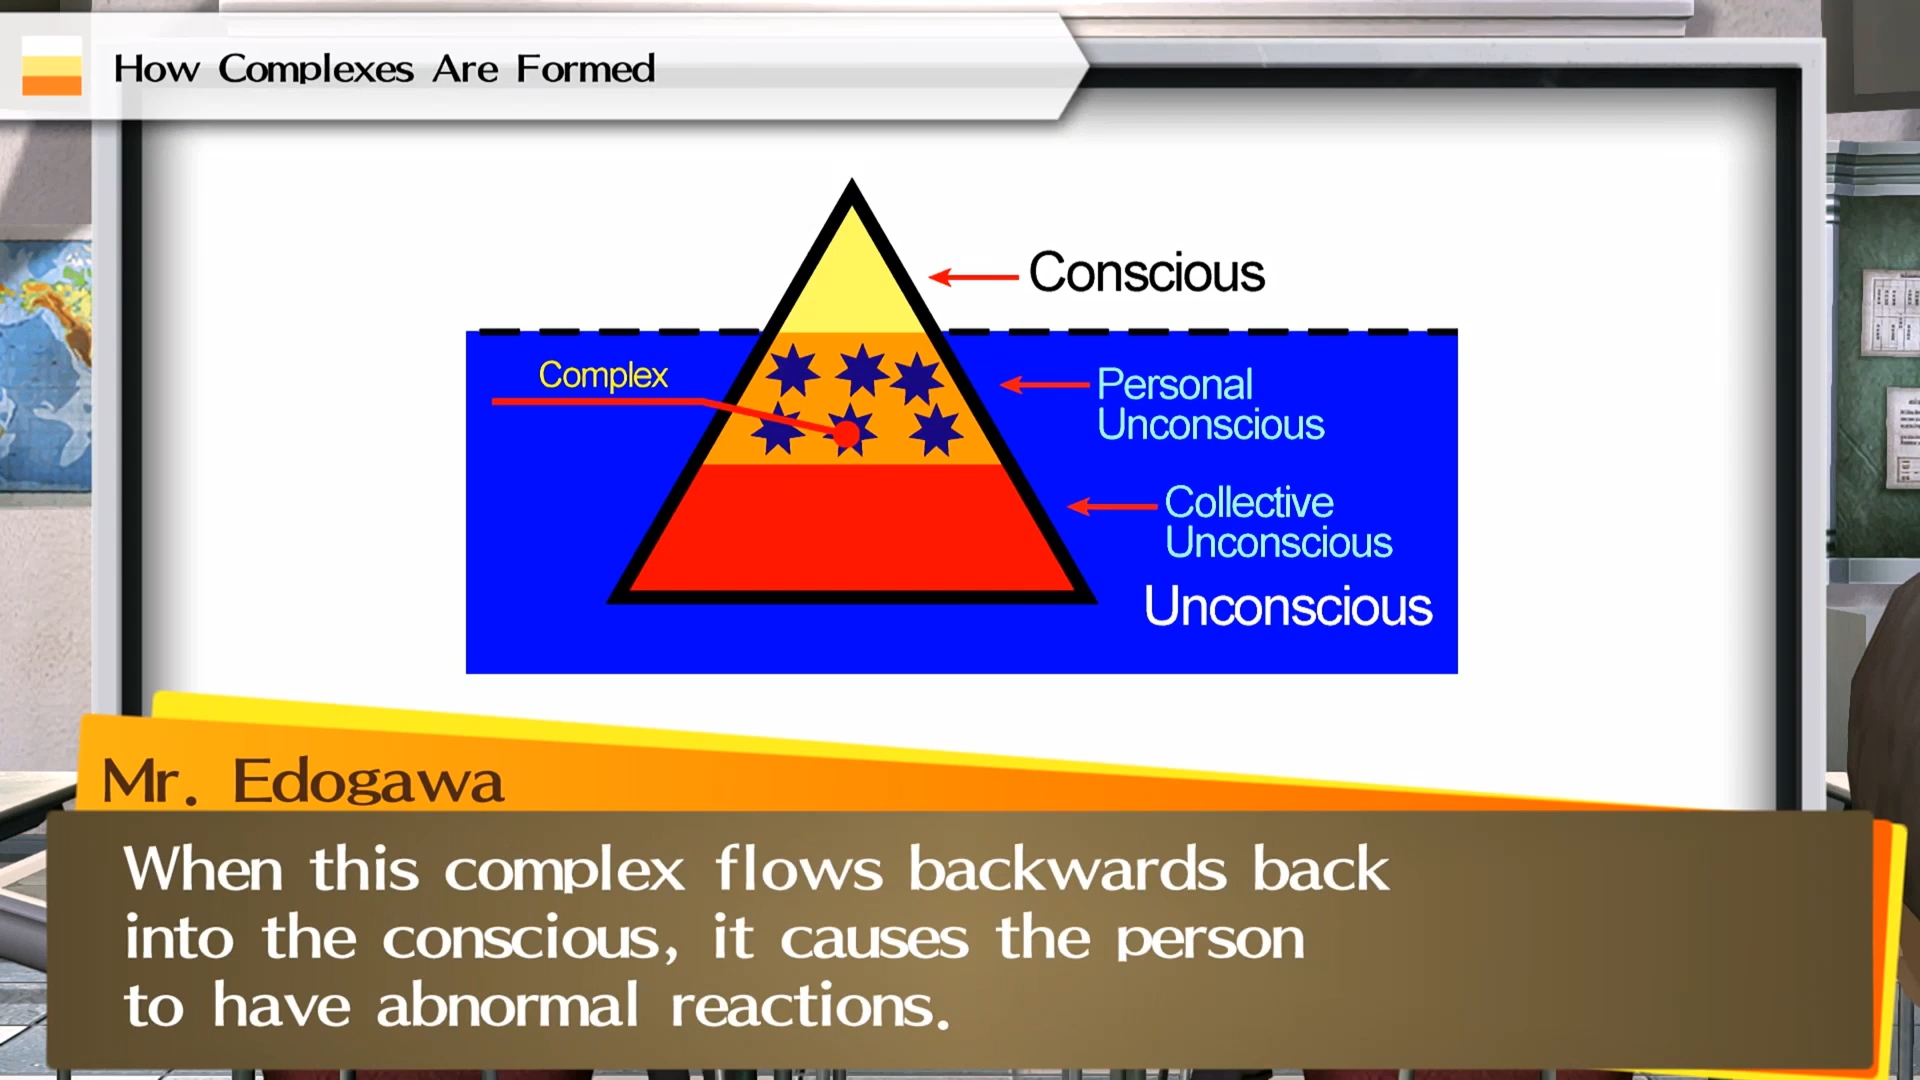 How Complexes Are Formed
Conscious
Complex
Personal
Unconscious
Collective
Unconscious
Unconscious
Mr. Edogawa
When this complex flows backwards back
into the conscious, it causes the person
to have abnormal reactions.